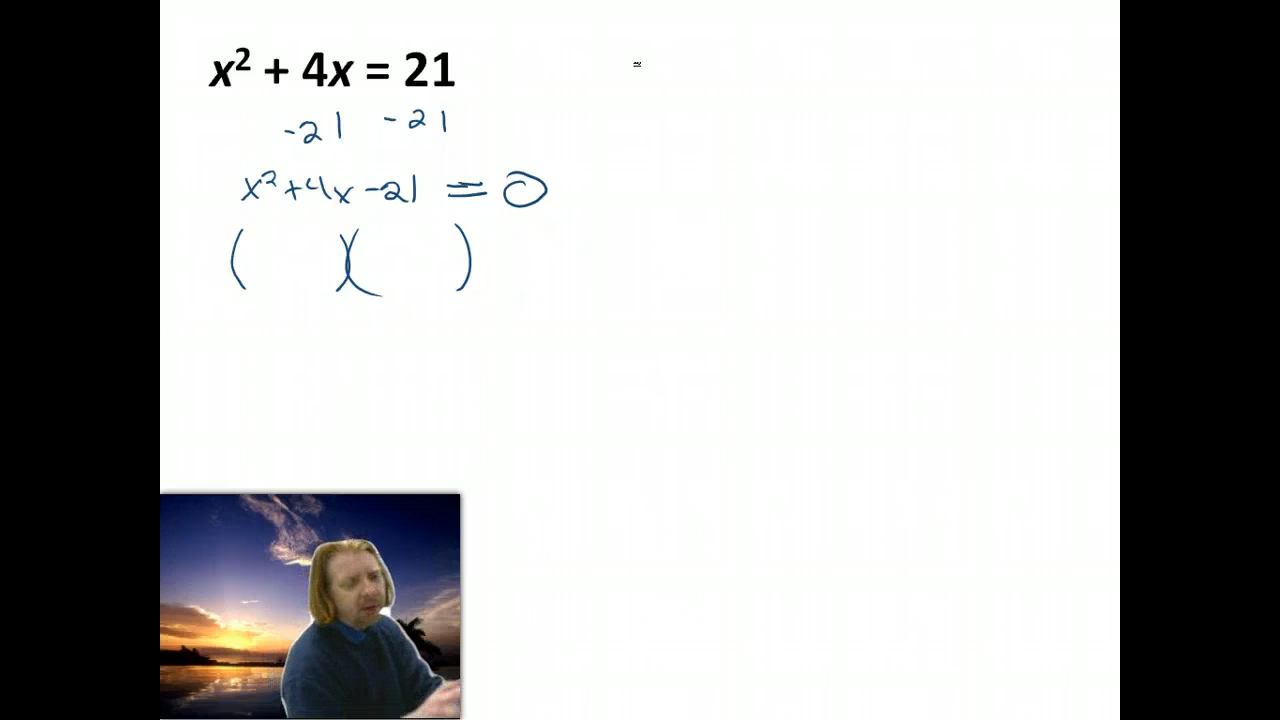 x² + 4x = 21
-21 -21
x²+4x-21 = 0
( )( )